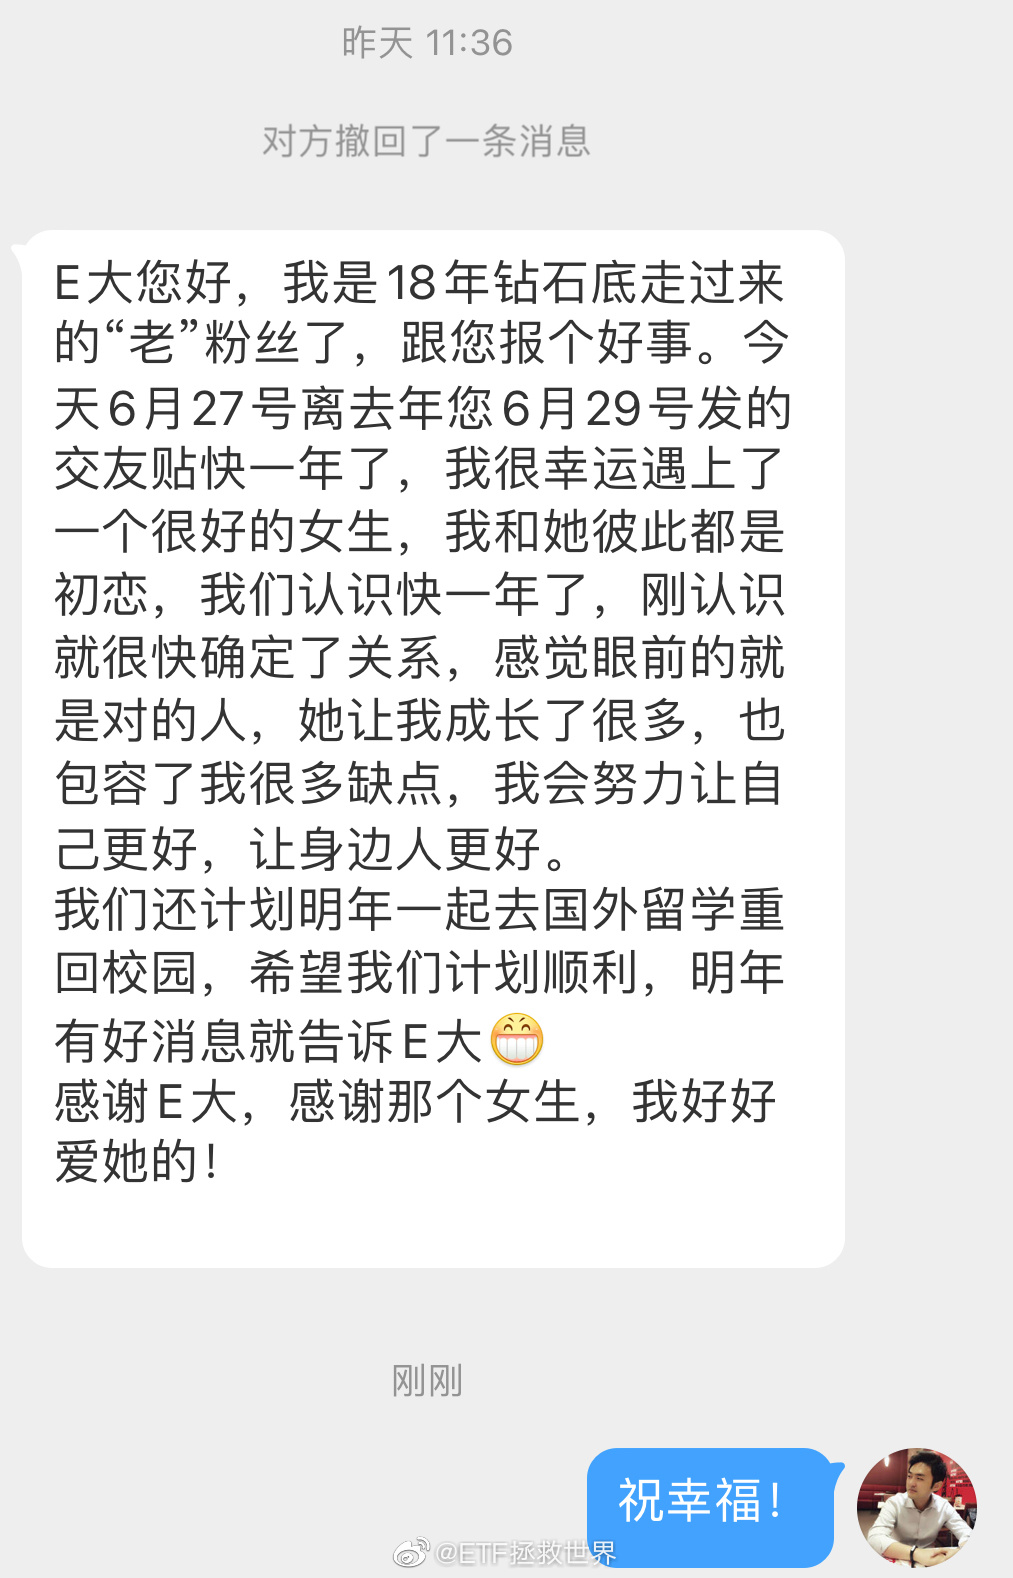 昨天 11:36
对方撤回了一条消息
E大您好，我是18年钻石底走过来
的“老”粉丝了，跟您报个好事。今
天6月27号离去年您6月29号发的
交友贴快一年了，我很幸运遇上了
一个很好的女生，我和她彼此都是
初恋，我们认识快一年了，刚认识
就很快确定了关系，感觉眼前的就
是对的人，她让我成长了很多，也
包容了我很多缺点，我会努力让自
己更好，让身边人更好。
我们还计划明年一起去国外留学重
回校园，希望我们计划顺利，明年
有好消息就告诉E大😁
感谢E大，感谢那个女生，我好好
爱她的！
刚刚
祝幸福！
@ETF拯救世界